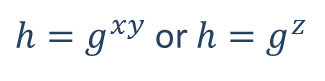 h = g^{xy} or h = g^z